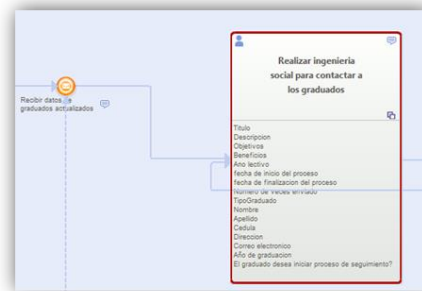 Realizar ingenieria
social para contactar a
los graduados
Recibir datos de
graduados actualizados
Titulo
Descripcion
Objetivos
Beneficios
Ano lectivo
fecha de inicio del proceso
fecha de finalizacion del proceso
Numero de veces enviado
TipoGraduado
Nombre
Apellido
Cedula
Direccion
Correo electronico
Año de graduacion
El graduado desea iniciar proceso de seguimiento?